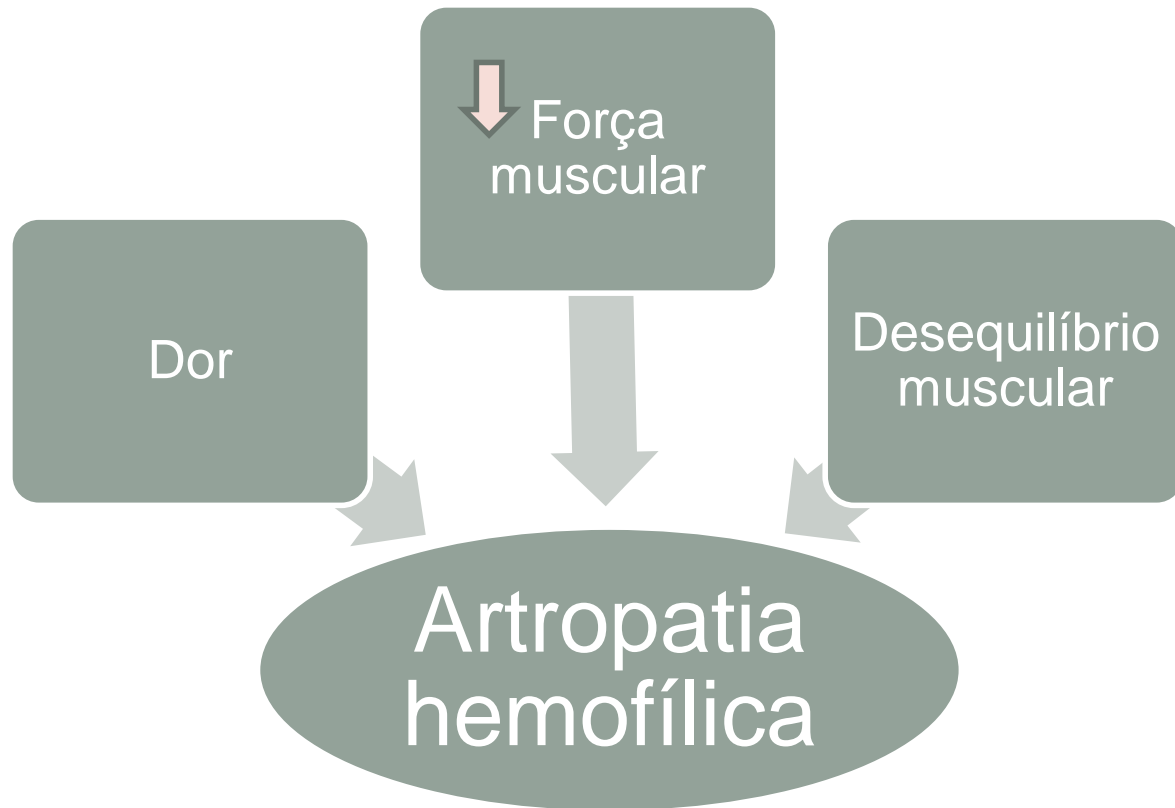 Força
muscular
Dor
Desequilíbrio
muscular
Artropatia
hemofílica